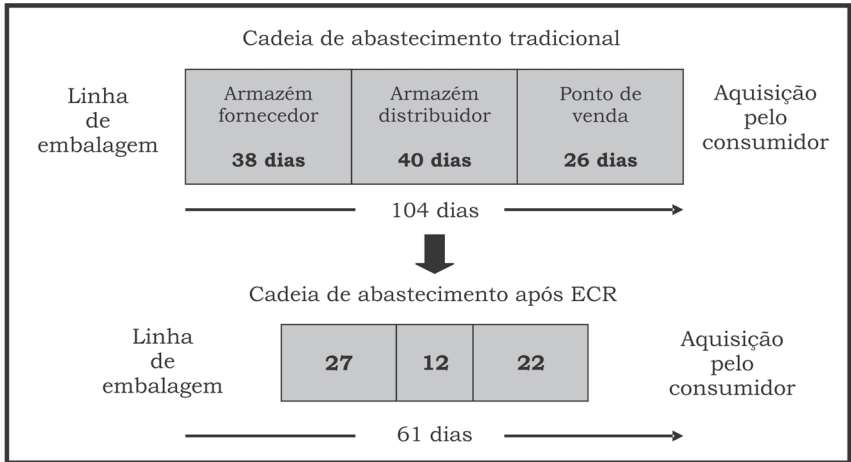 Cadeia de abastecimento tradicional
Linha
de
embalagem
Armazém
fornecedor
38 dias
Armazém
distribuidor
40 dias
Ponto de
venda
26 dias
Aquisição
pelo
consumidor
104 dias
Cadeia de abastecimento após ECR
Linha
de
embalagem
27
12
22
Aquisição
pelo
consumidor
61 dias